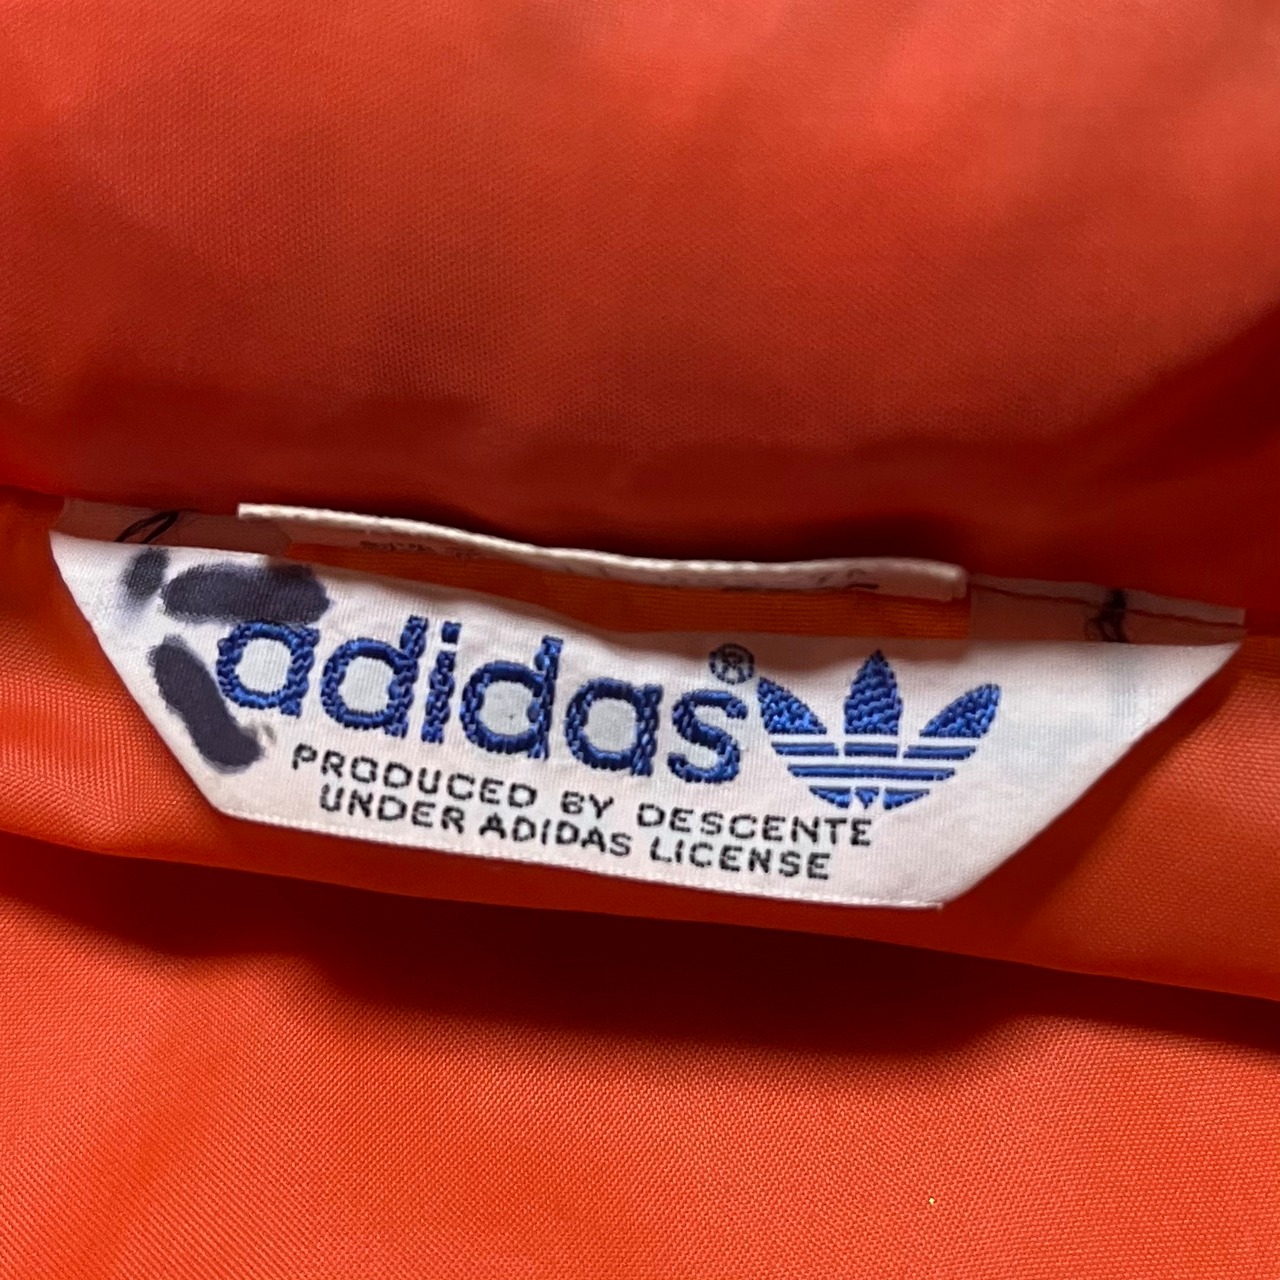 adidas®
PRODUCED BY DESCENTE
UNDER ADIDAS LICENSE